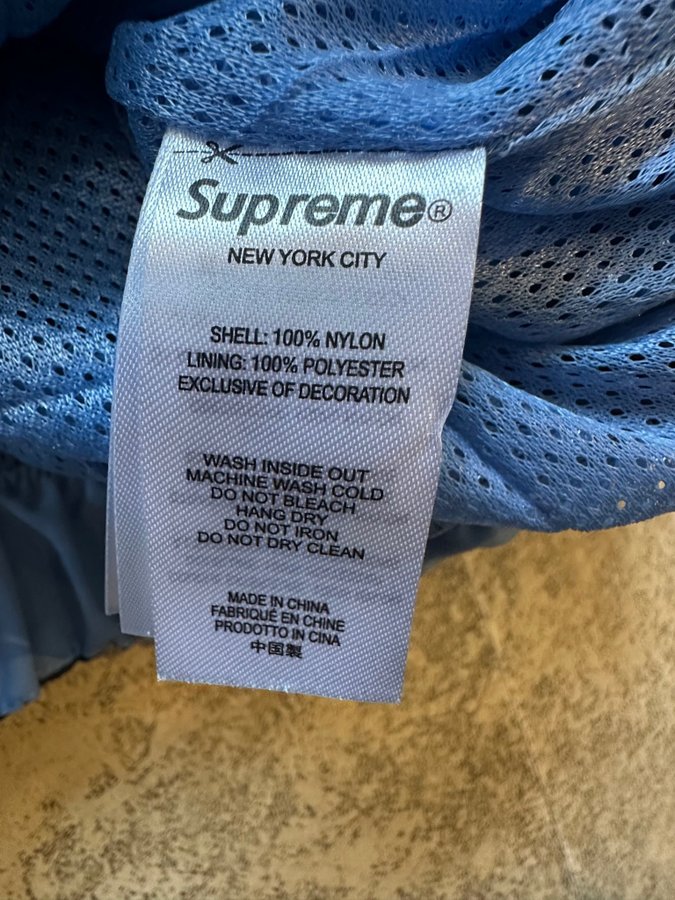 Supreme®
NEW YORK CITY
SHELL: 100% NYLON
LINING: 100% POLYESTER
EXCLUSIVE OF DECORATION
WASH INSIDE OUT
MACHINE WASH COLD
DO NOT BLEACH
HANG DRY
DO NOT IRON
DO NOT DRY CLEAN
MADE IN CHINA
FABRIQUÉ EN CHINE
PRODOTTO IN CINA
中国製